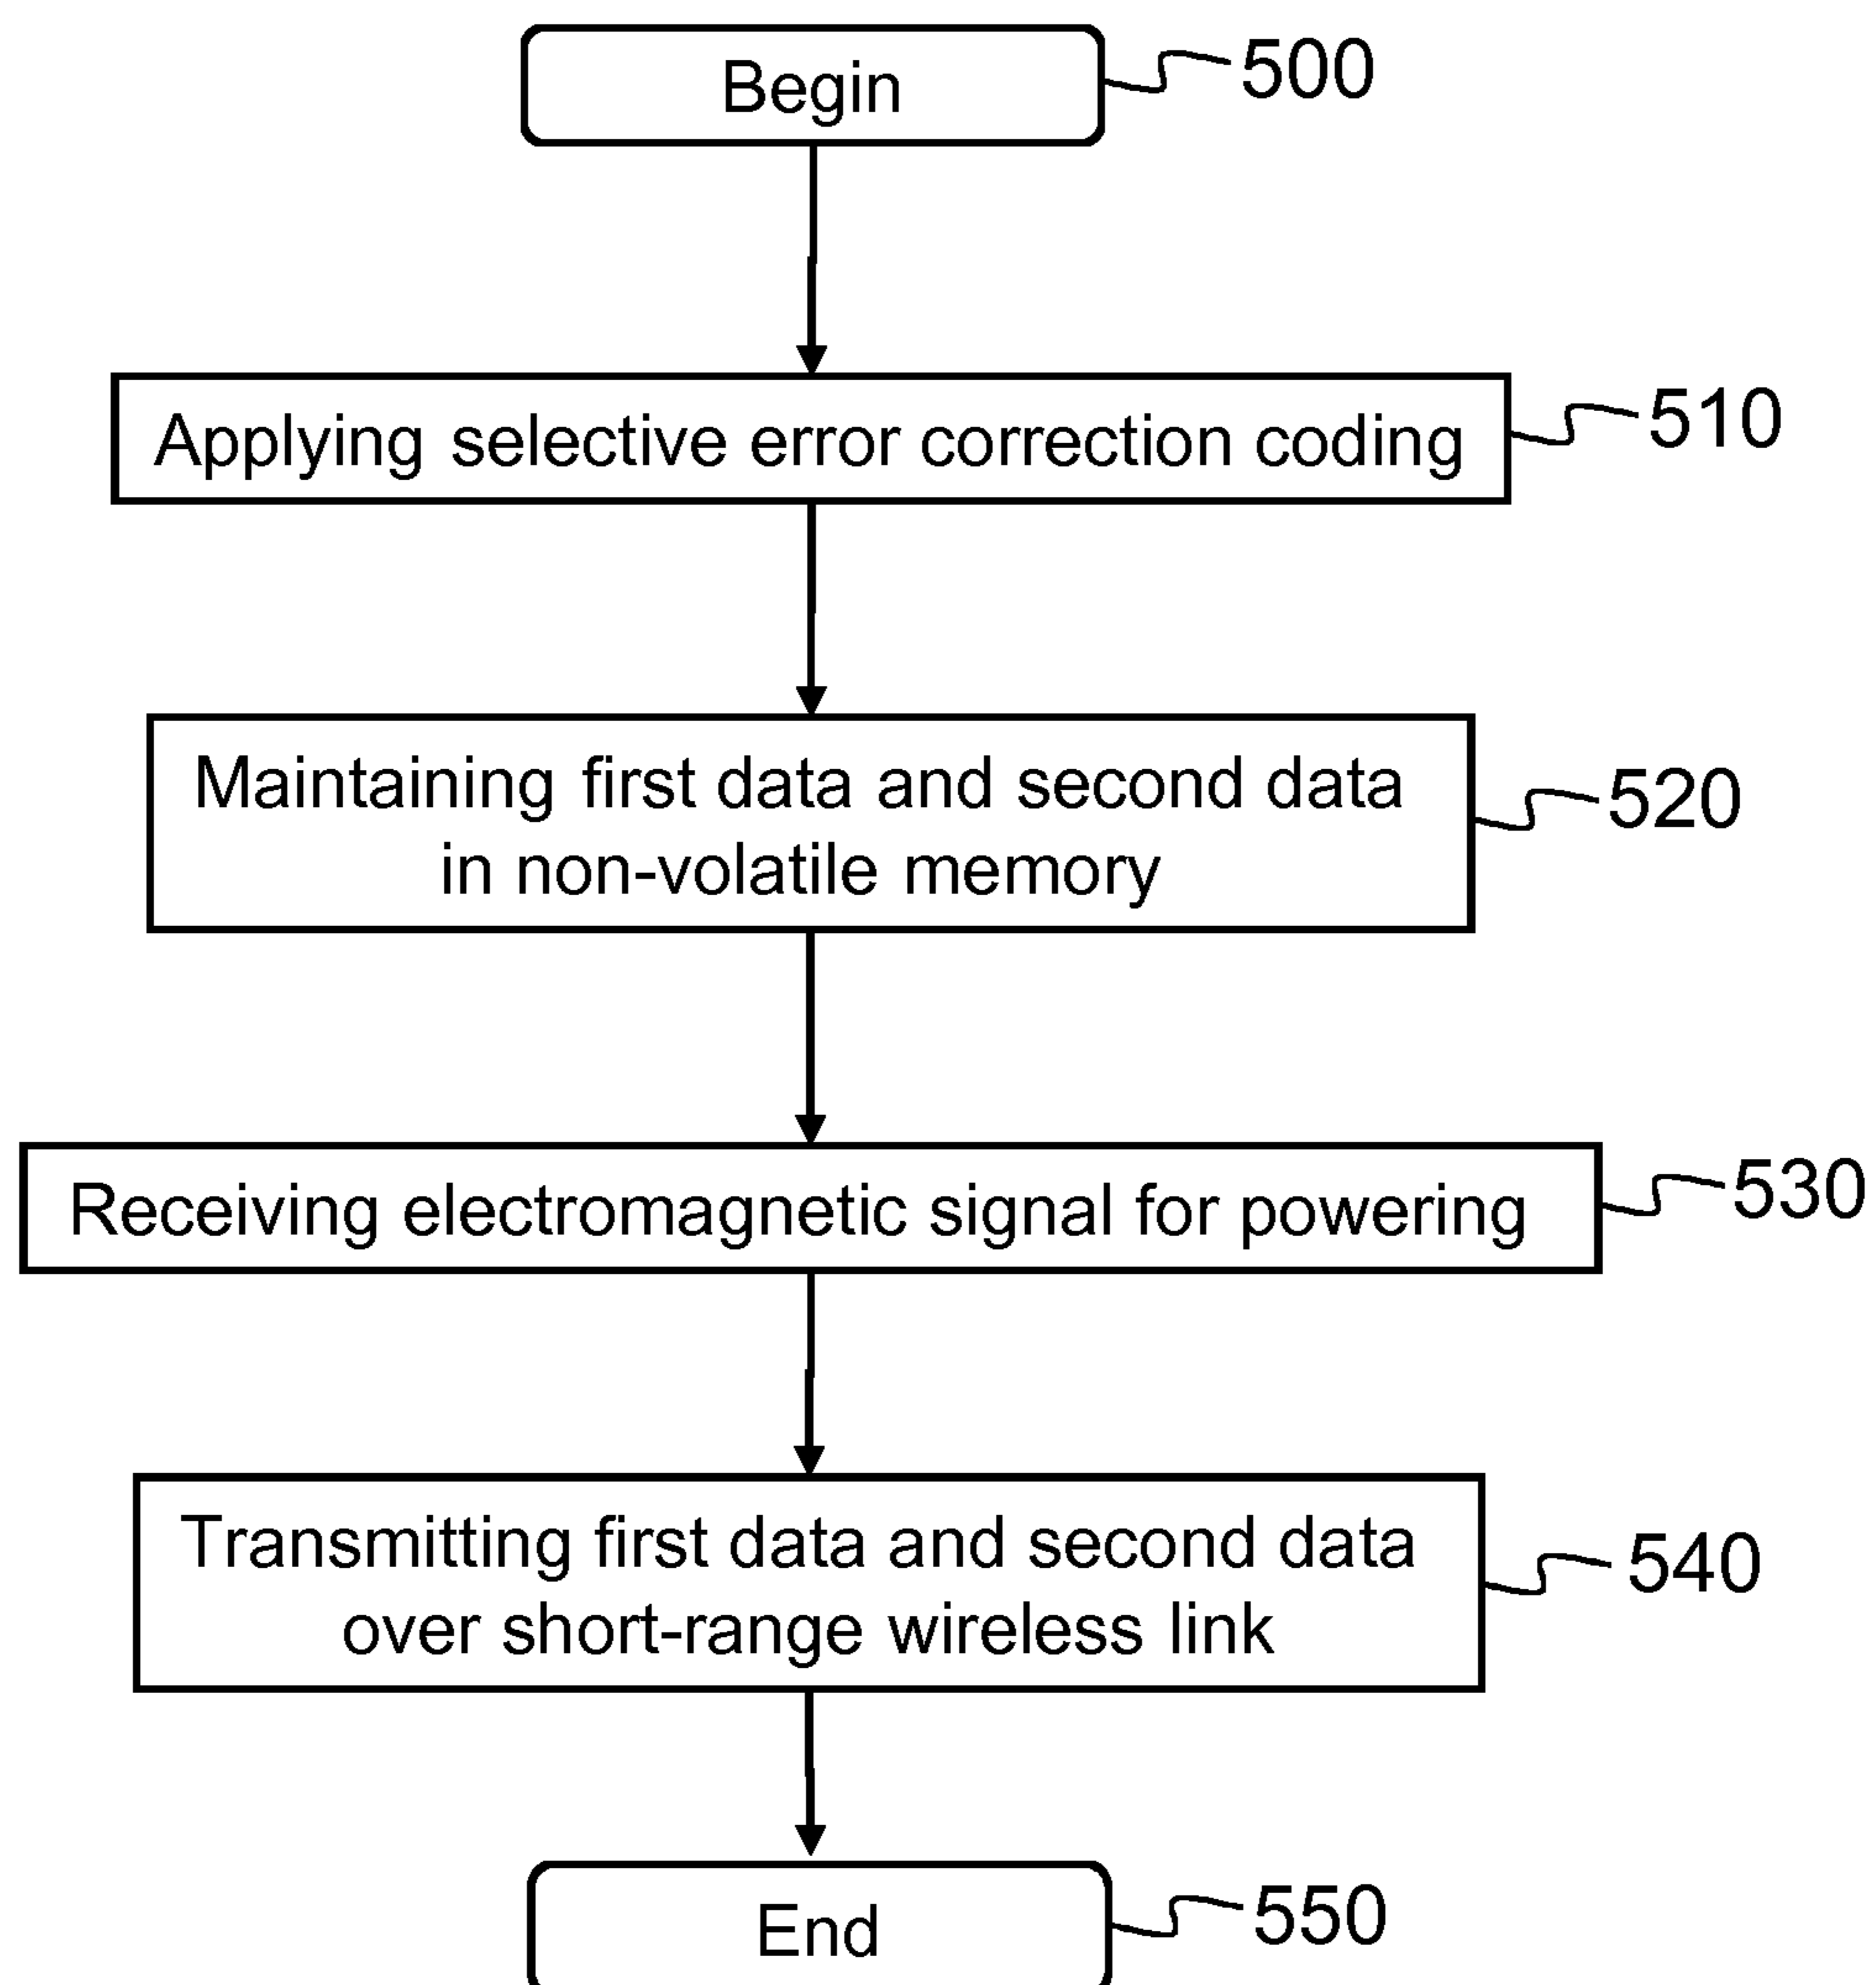 Begin
500
Applying selective error correction coding
510
Maintaining first data and second data
in non-volatile memory
520
Receiving electromagnetic signal for powering
530
Transmitting first data and second data
over short-range wireless link
540
End
550